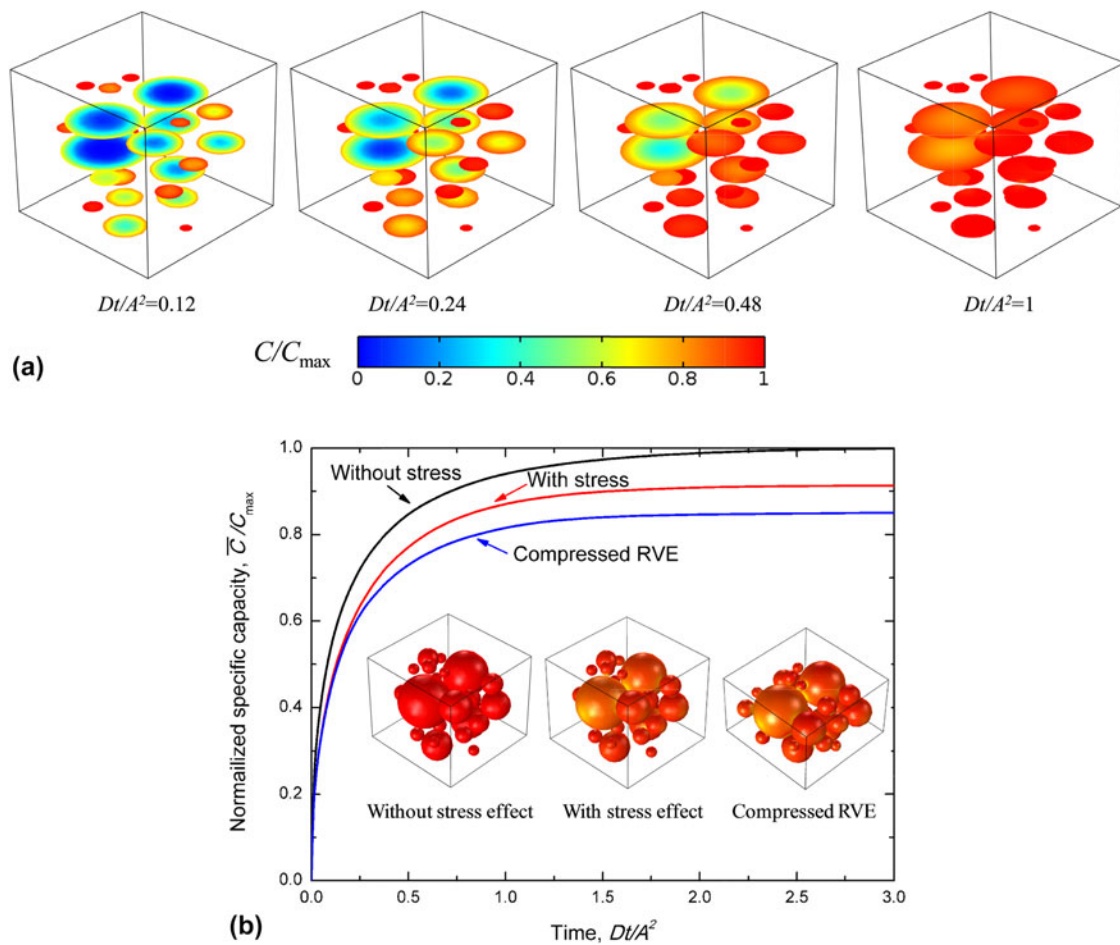 Dt/A²=0.12
Dt/A²=0.24
Dt/A²=0.48
Dt/A²=1
(a)
C/Cmax
0 0.2 0.4 0.6 0.8 1
Normailized specific capacity, C̅/Cmax
1.0
0.8
0.6
0.4
0.2
0.0
Without stress
With stress
Compressed RVE
Without stress effect
With stress effect
Compressed RVE
0.0 0.5 1.0 1.5 2.0 2.5 3.0
(b)
Time, Dt/A²